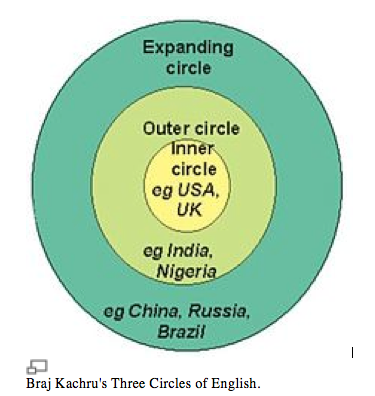 Expanding
circle
Outer circle
Inner
circle
eg USA,
UK
eg India,
Nigeria
eg China, Russia,
Brazil
Braj Kachru's Three Circles of English.